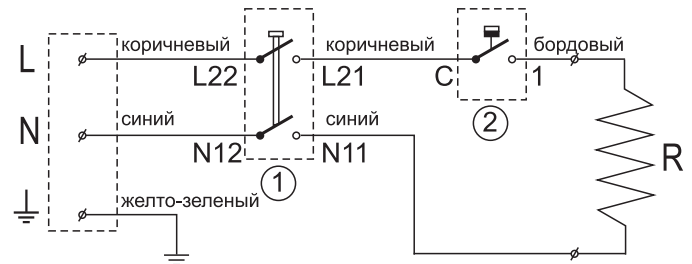 L
коричневый
L22
L21
коричневый
C
1
бордовый
N
синий
N12
N11
синий
1
2
R
желто-зеленый